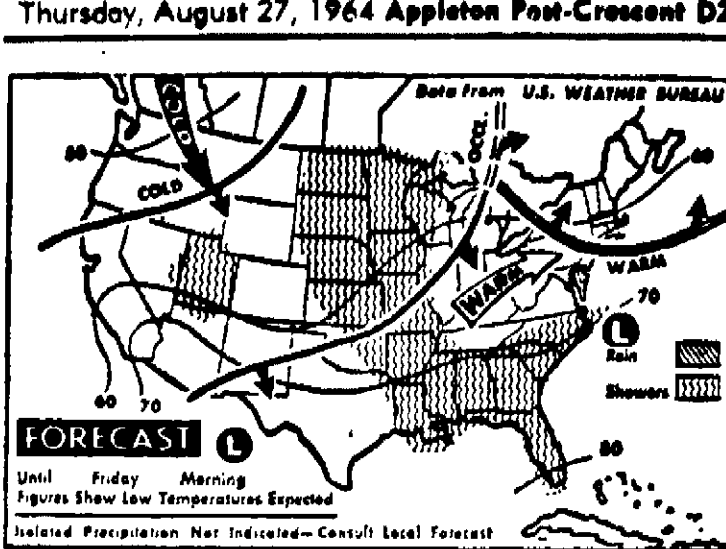 Thursday, August 27, 1964 Appleton Post-Crescent D2
Data from U.S. WEATHER BUREAU
COLD
OCCL.
50
60
COLD
WARM
WARM
70
L
Rain
Showers
60 70
FORECAST L
80
Until Friday Morning
Figures Show Low Temperatures Expected
Isolated Precipitation Not Indicated— Consult Local Forecast